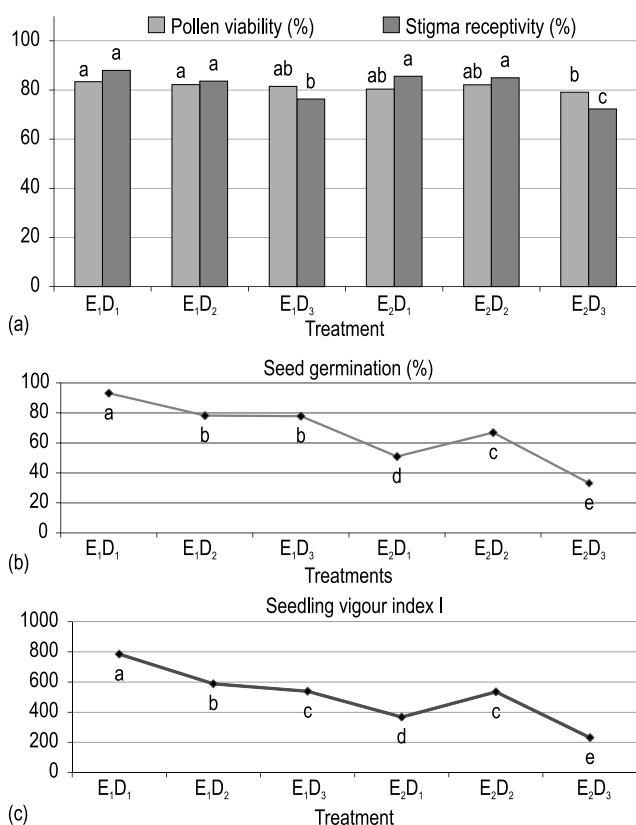 Pollen viability (%) Stigma receptivity (%)
100
80
60
40
20
0
a a a a ab b ab a ab a b c
E₁D₁ E₁D₂ E₁D₃ E₂D₁ E₂D₂ E₂D₃
(a) Treatment
Seed germination (%)
100
80
60
40
20
0
a b b d c e
E₁D₁ E₁D₂ E₁D₃ E₂D₁ E₂D₂ E₂D₃
(b) Treatments
Seedling vigour index I
1000
800
600
400
200
0
a b c d c e
E₁D₁ E₁D₂ E₁D₃ E₂D₁ E₂D₂ E₂D₃
(c) Treatment